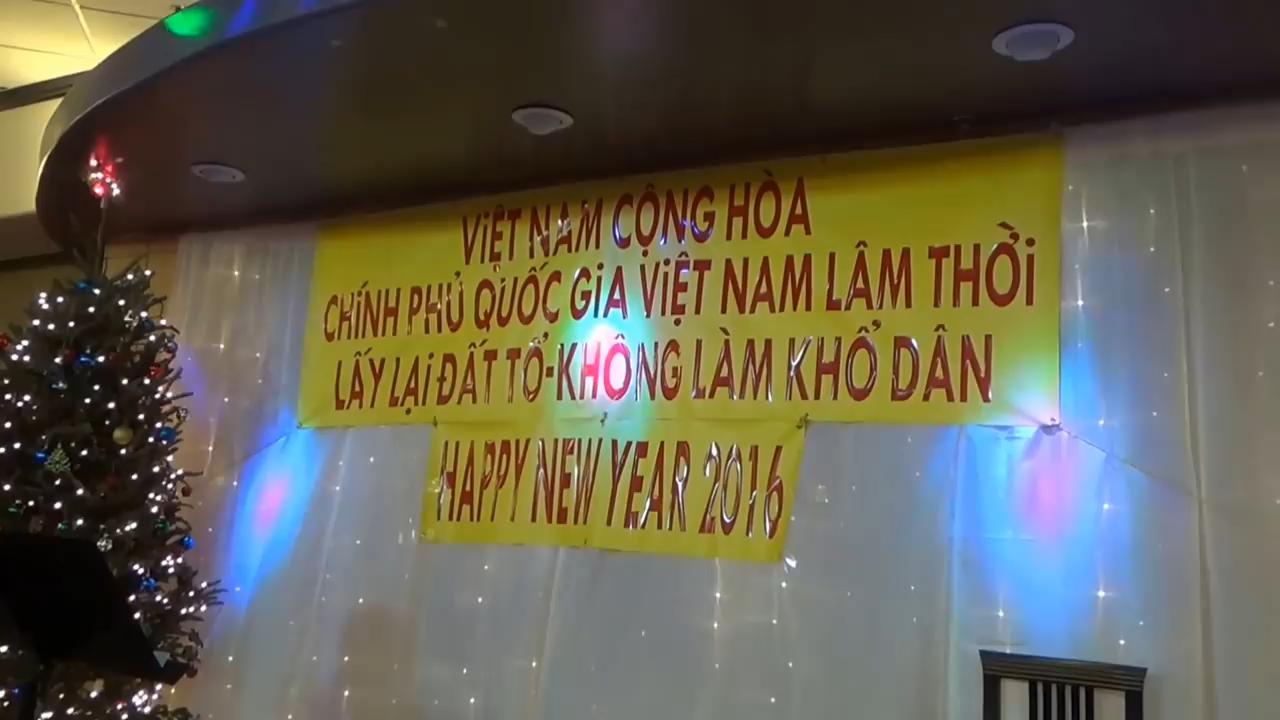 ViỆT NAM CỘNG HÒA
CHÍNH PHỦ QUỐC GiA ViỆT NAM LÂM THỜi
LẤY LẠi ĐẤT TỔ-KHÔNG LÀM KHỔ DÂN
HAPPY NEW YEAR 2016